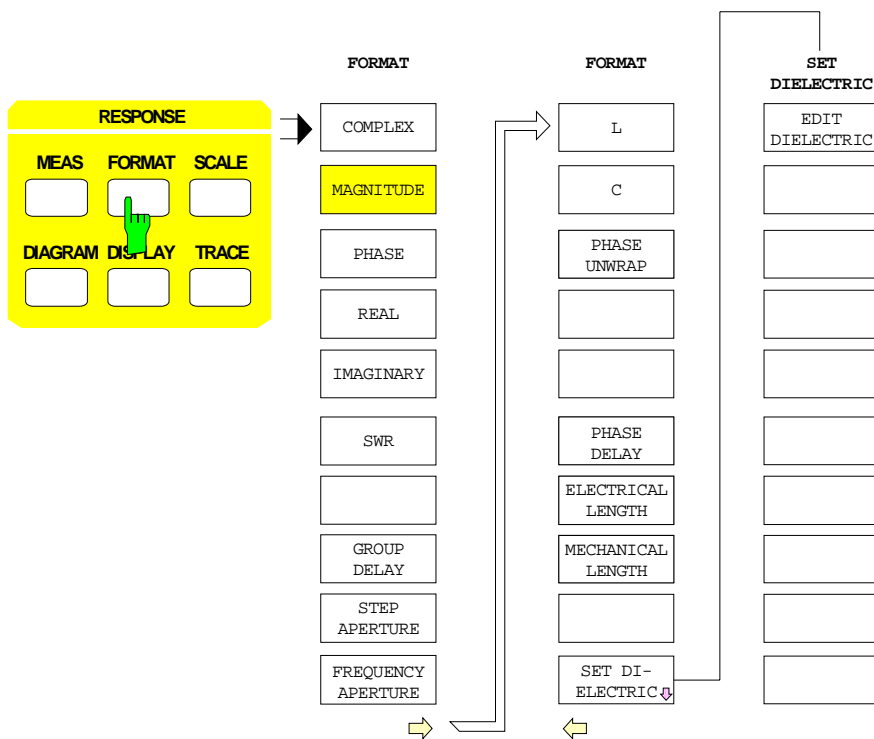 RESPONSE
MEAS FORMAT SCALE
DIAGRAM DISPLAY TRACE
FORMAT
COMPLEX
MAGNITUDE
PHASE
REAL
IMAGINARY
SWR
GROUP
DELAY
STEP
APERTURE
FREQUENCY
APERTURE
FORMAT
L
C
PHASE
UNWRAP
PHASE
DELAY
ELECTRICAL
LENGTH
MECHANICAL
LENGTH
SET DI-
ELECTRIC
SET
DIELECTRIC
EDIT
DIELECTRIC